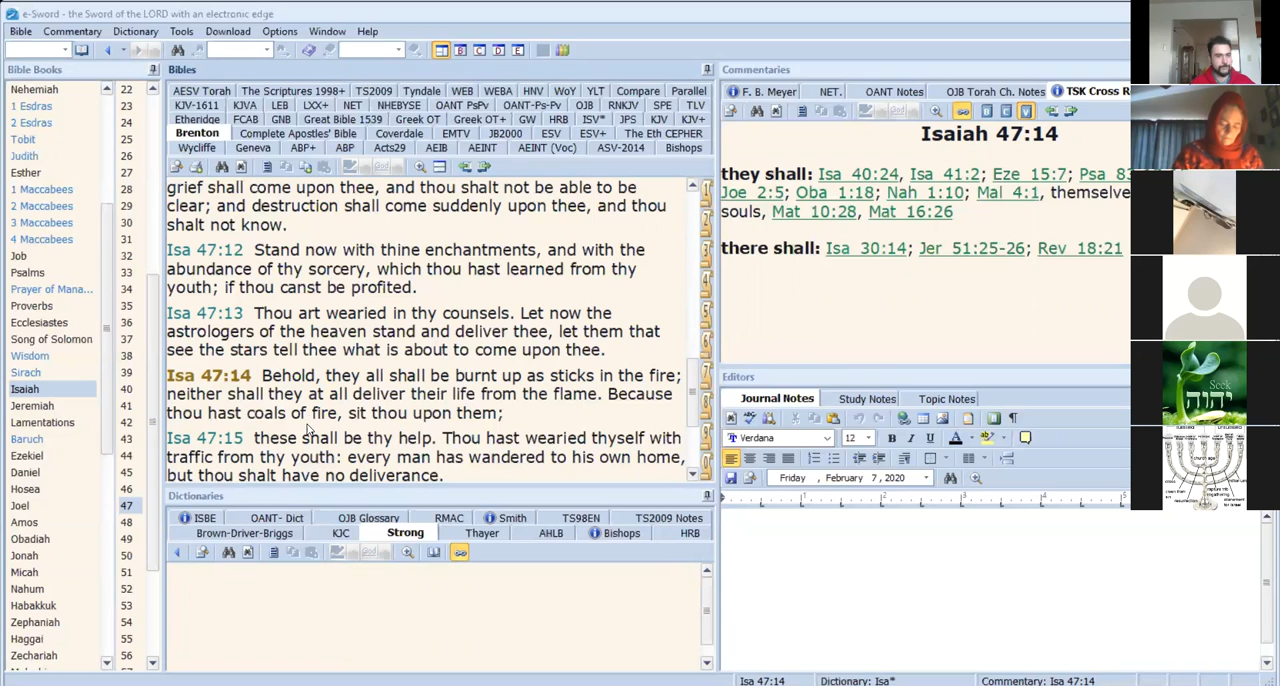 e-Sword - the Sword of the LORD with an electronic edge
Bible Commentary Dictionary Tools Download Options Window Help
B C D E
Bible Books
Nehemiah 22
1 Esdras 23
2 Esdras 24
Tobit 25
Judith 26
Esther 27
1 Maccabees 28
2 Maccabees 29
3 Maccabees 30
4 Maccabees 31
Job 32
Psalms 33
Prayer of Mana... 34
Proverbs 35
Ecclesiastes 36
Song of Solomon 37
Wisdom 38
Sirach 39
Isaiah 40
Jeremiah 41
Lamentations 42
Baruch 43
Ezekiel 44
Daniel 45
Hosea 46
Joel 47
Amos 48
Obadiah 49
Jonah 50
Micah 51
Nahum 52
Habakkuk 53
Zephaniah 54
Haggai 55
Zechariah 56
Bibles
AESV Torah The Scriptures 1998+ TS2009 Tyndale WEB WEBA HNV WoY YLT Compare Parallel
KJV-1611 KJVA LEB LXX+ NET NHEBYSE OANT PsPv OANT-Ps-Pv OJB RNKJV SPE TLV
Etheridge FCAB GNB Great Bible 1539 Greek OT Greek OT+ GW HRB ISV* JPS KJV KJV+
Brenton Complete Apostles' Bible Coverdale EMTV JB2000 ESV ESV+ The Eth CEPHER
Wycliffe Geneva ABP+ ABP Acts29 AEIB AEINT AEINT (Voc) ASV-2014 Bishops
grief shall come upon thee, and thou shalt not be able to be
clear; and destruction shall come suddenly upon thee, and thou
shalt not know.
Isa 47:12 Stand now with thine enchantments, and with the
abundance of thy sorcery, which thou hast learned from thy
youth; if thou canst be profited.
Isa 47:13 Thou art wearied in thy counsels. Let now the
astrologers of the heaven stand and deliver thee, let them that
see the stars tell thee what is about to come upon thee.
Isa 47:14 Behold, they all shall be burnt up as sticks in the fire;
neither shall they at all deliver their life from the flame. Because
thou hast coals of fire, sit thou upon them;
Isa 47:15 these shall be thy help. Thou hast wearied thyself with
traffic from thy youth: every man has wandered to his own home,
but thou shalt have no deliverance.
Dictionaries
ISBE OANT- Dict OJB Glossary RMAC Smith TS98EN TS2009 Notes
Brown-Driver-Briggs KJC Strong Thayer AHLB Bishops HRB
Commentaries
F. B. Meyer NET. OANT Notes OJB Torah Ch. Notes TSK Cross R
Isaiah 47:14
they shall: Isa 40:24, Isa 41:2; Eze 15:7; Psa 83
Joe 2:5; Oba 1:18; Nah 1:10; Mal 4:1, themselve
souls, Mat 10:28, Mat 16:26
there shall: Isa 30:14; Jer 51:25-26; Rev 18:21
Editors
Journal Notes Study Notes Topic Notes
Verdana 12 B I U A
Friday , February 7, 2020
1 2 3 4 5
Seek
יהוה
Isa 47:14 Dictionary: Isa* Commentary: Isa 47:14